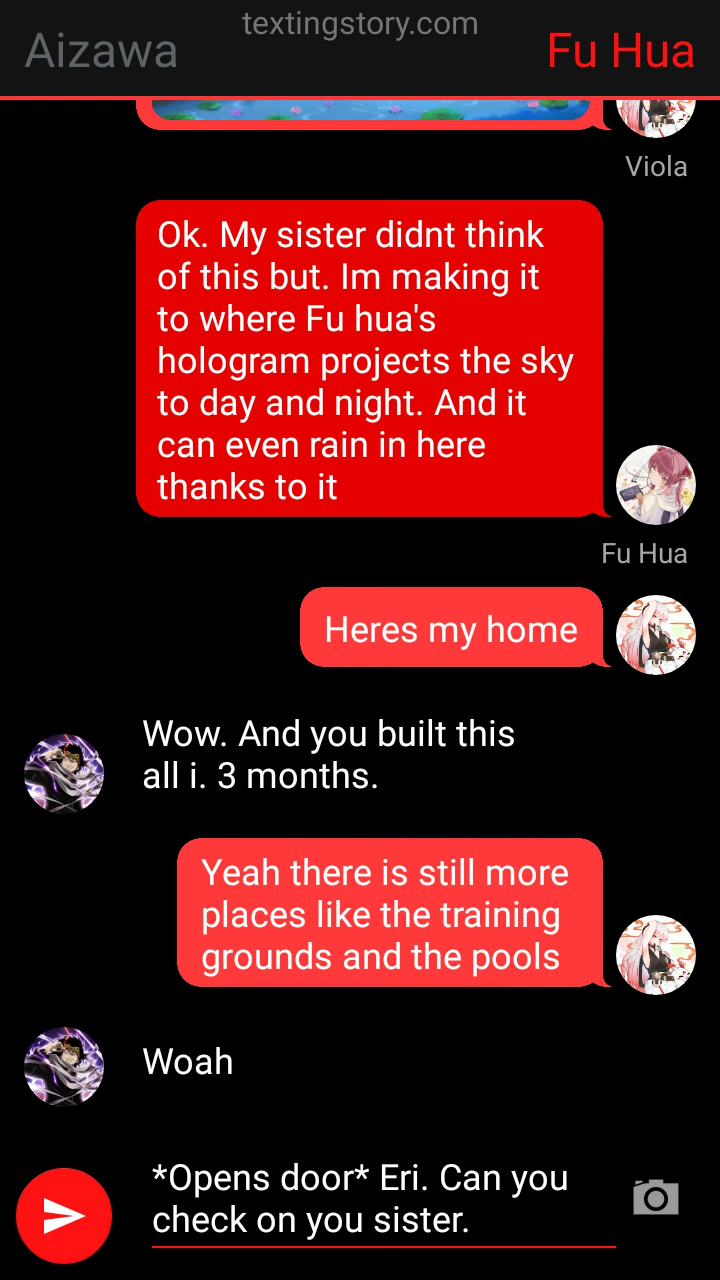 textingstory.com
Aizawa
Fu Hua
Viola
Ok. My sister didnt think
of this but. Im making it
to where Fu hua's
hologram projects the sky
to day and night. And it
can even rain in here
thanks to it
Fu Hua
Heres my home
Wow. And you built this
all i. 3 months.
Yeah there is still more
places like the training
grounds and the pools
Woah
*Opens door* Eri. Can you
check on you sister.